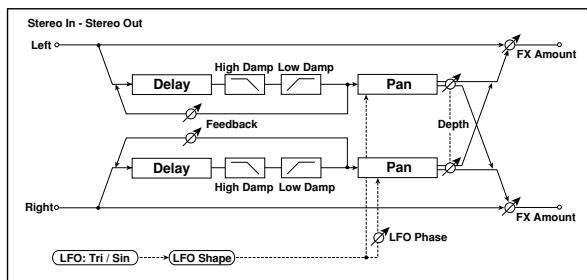 Stereo In - Stereo Out
Left
FX Amount
High Damp Low Damp
Delay
Pan
Feedback
Depth
Delay
Pan
High Damp Low Damp
Right
FX Amount
LFO Phase
LFO: Tri / Sin
LFO Shape